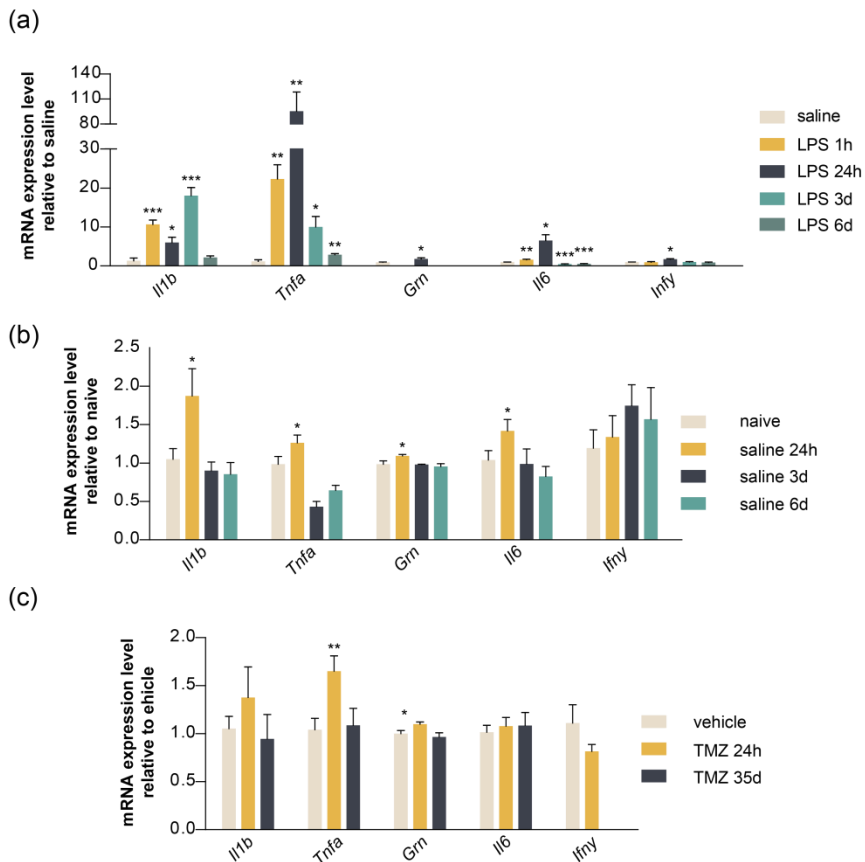 (a)
mRNA expression level
relative to saline
140
110
80
30
20
10
0
*** * ***
** ** * **
*
** * *** ***
*
Il1b Tnfa Grn Il6 Infy
saline
LPS 1h
LPS 24h
LPS 3d
LPS 6d
(b)
mRNA expression level
relative to naive
2.5
2.0
1.5
1.0
0.5
0.0
* * * *
Il1b Tnfa Grn Il6 Ifny
naive
saline 24h
saline 3d
saline 6d
(c)
mRNA expression level
relative to ehicle
2.0
1.5
1.0
0.5
0.0
** *
Il1b Tnfa Grn Il6 Ifny
vehicle
TMZ 24h
TMZ 35d